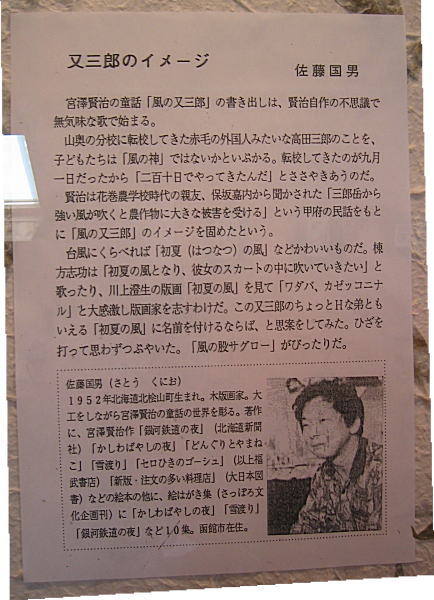 又三郎のイメージ
佐藤国男
宮澤賢治の童話「風の又三郎」の書き出しは、賢治自作の不思議で
無気味な歌で始まる。
山奥の分校に転校してきた赤毛の外国人みたいな高田三郎のことを、
子どもたちは「風の神」ではないかといぶかる。転校してきたのが九月
一日だったから「二百十日でやってきたんだ」とささやきあうのだ。
賢治は花巻農学校時代の親友、保坂嘉内から聞かされた「三郎岳から
強い風が吹くと農作物に大きな被害を受ける」という甲府の民話をもと
に「風の又三郎」のイメージを固めたという。
台風にくらべれば「初夏（はつなつ）の風」などかわいいものだ。棟
方志功は「初夏の風となり、彼女のスカートの中に吹いていきたい」と
歌ったり、川上澄生の版画「初夏の風」を見て「ワダバ、カゼッコニナ
ル」と大感激し版画家を志すわけだ。この又三郎のちょっとＨな弟とも
いえる「初夏の風」に名前を付けるならば、と思案をしてみた。ひざを
打って思わずつぶやいた。「風の股サグロー」がぴったりだ。
佐藤国男（さとう　くにお）
１９５２年北海道北桧山町生まれ。木版画家。大
工をしながら宮澤賢治の童話の世界を彫る。著作
に、宮澤賢治作「銀河鉄道の夜」（北海道新聞
社）「かしわばやしの夜」「どんぐりとやまね
こ」「雪渡り」「セロひきのゴーシュ」（以上福
武書店）「新版・注文の多い料理店」（大日本図
書）などの絵本の他に、絵はがき集（さっぽろ文
化企画刊）に「かしわばやしの夜」「雪渡り」
「銀河鉄道の夜」など１０集。函館市在住。